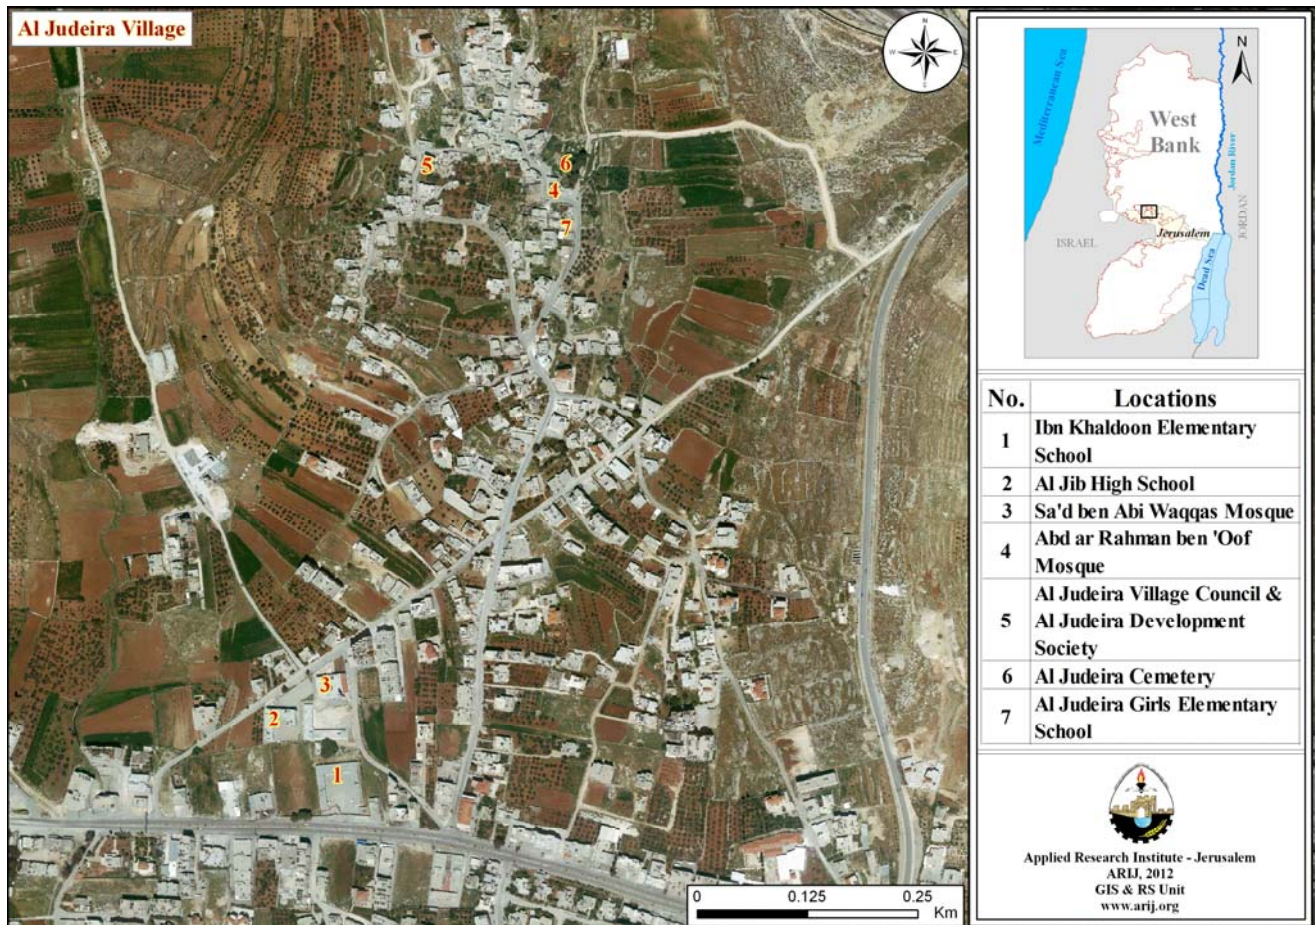 Al Judeira Village
N
W
E
S
5
6
4
7
3
2
1
0
0.125
0.25
Km
N
Mediterranean Sea
West
Bank
Jordan River
JORDAN
ISRAEL
Jerusalem
Dead Sea
No. Locations
1 Ibn Khaldoon Elementary
School
2 Al Jib High School
3 Sa'd ben Abi Waqqas Mosque
4 Abd ar Rahman ben 'Oof
Mosque
5 Al Judeira Village Council &
Al Judeira Development
Society
6 Al Judeira Cemetery
7 Al Judeira Girls Elementary
School
Applied Research Institute - Jerusalem
ARIJ, 2012
GIS & RS Unit
www.arij.org